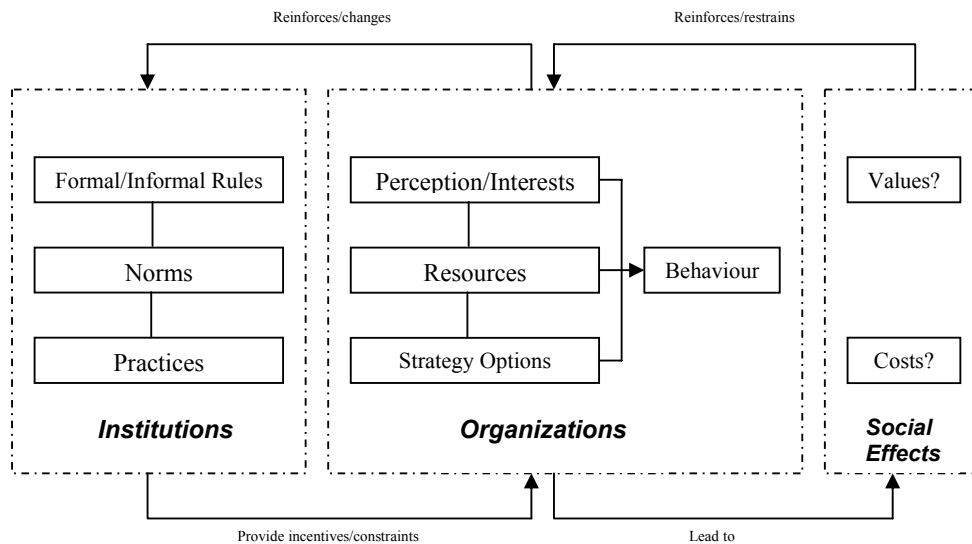 Reinforces/changes
Reinforces/restrains
Formal/Informal Rules
Perception/Interests
Values?
Norms
Resources
Behaviour
Practices
Strategy Options
Costs?
Institutions
Organizations
Social
Effects
Provide incentives/constraints
Lead to